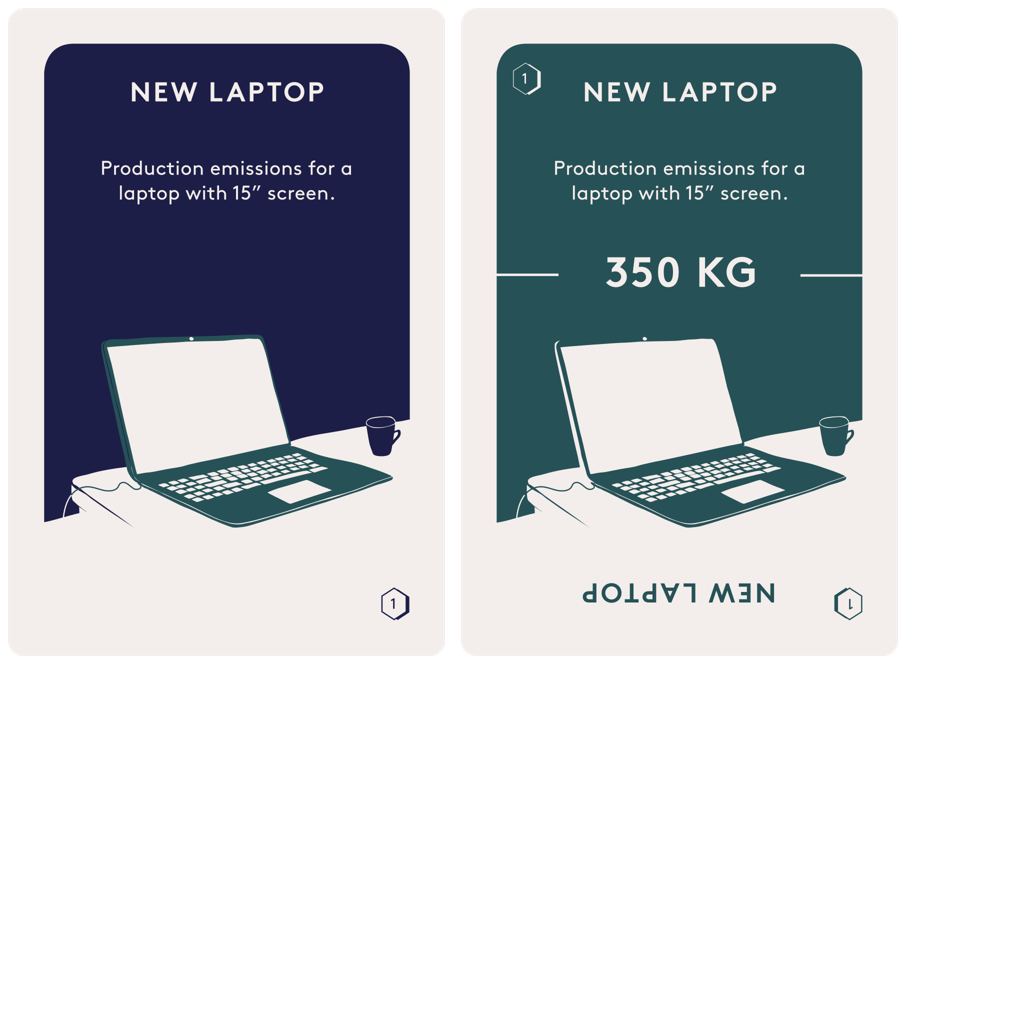 NEW LAPTOP
Production emissions for a
laptop with 15″ screen.
1
1
NEW LAPTOP
Production emissions for a
laptop with 15″ screen.
350 KG
NEW LAPTOP
1